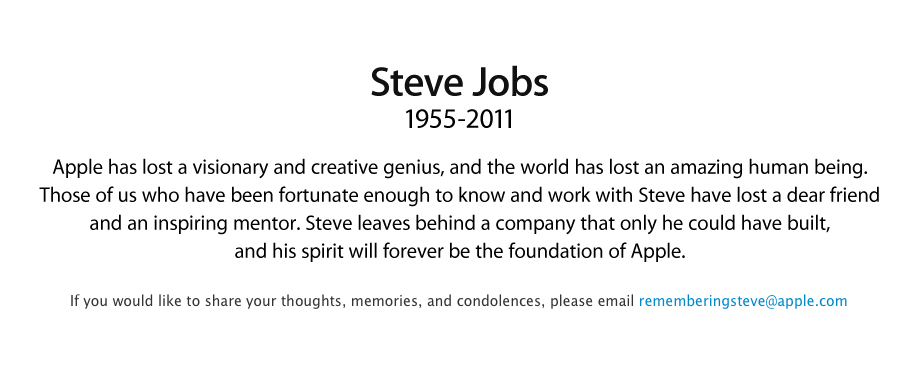 Steve Jobs
1955-2011
Apple has lost a visionary and creative genius, and the world has lost an amazing human being.
Those of us who have been fortunate enough to know and work with Steve have lost a dear friend
and an inspiring mentor. Steve leaves behind a company that only he could have built,
and his spirit will forever be the foundation of Apple.
If you would like to share your thoughts, memories, and condolences, please email rememberingsteve@apple.com